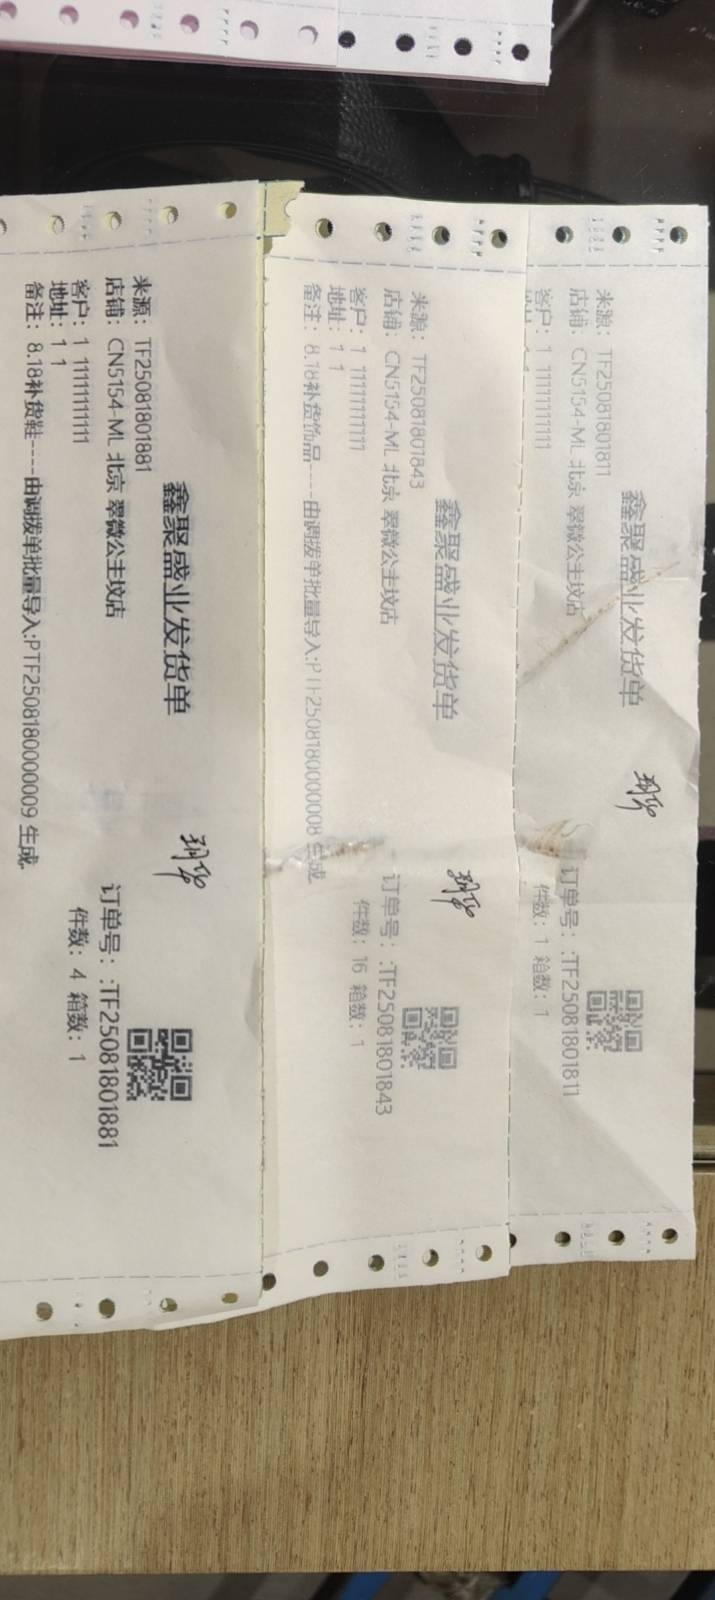 鑫聚盛业发货单
来源：TF25081801811
店铺：CN5154-ML 北京 翠微公主坟店
客户：1 11111111111
订单号：:TF25081801811
件数：1 箱数：1
鑫聚盛业发货单
来源：TF25081801843
店铺：CN5154-ML 北京 翠微公主坟店
客户：1 11111111111
地址：1 1
备注：8.18补货饰品----由调拨单批量导入:PTF2508180000008 生成.
订单号：:TF25081801843
件数：16 箱数：1
鑫聚盛业发货单
来源：TF25081801881
店铺：CN5154-ML 北京 翠微公主坟店
客户：1 11111111111
地址：1 1
备注：8.18补货鞋----由调拨单批量导入:PTF2508180000009 生成.
订单号：:TF25081801881
件数：4 箱数：1